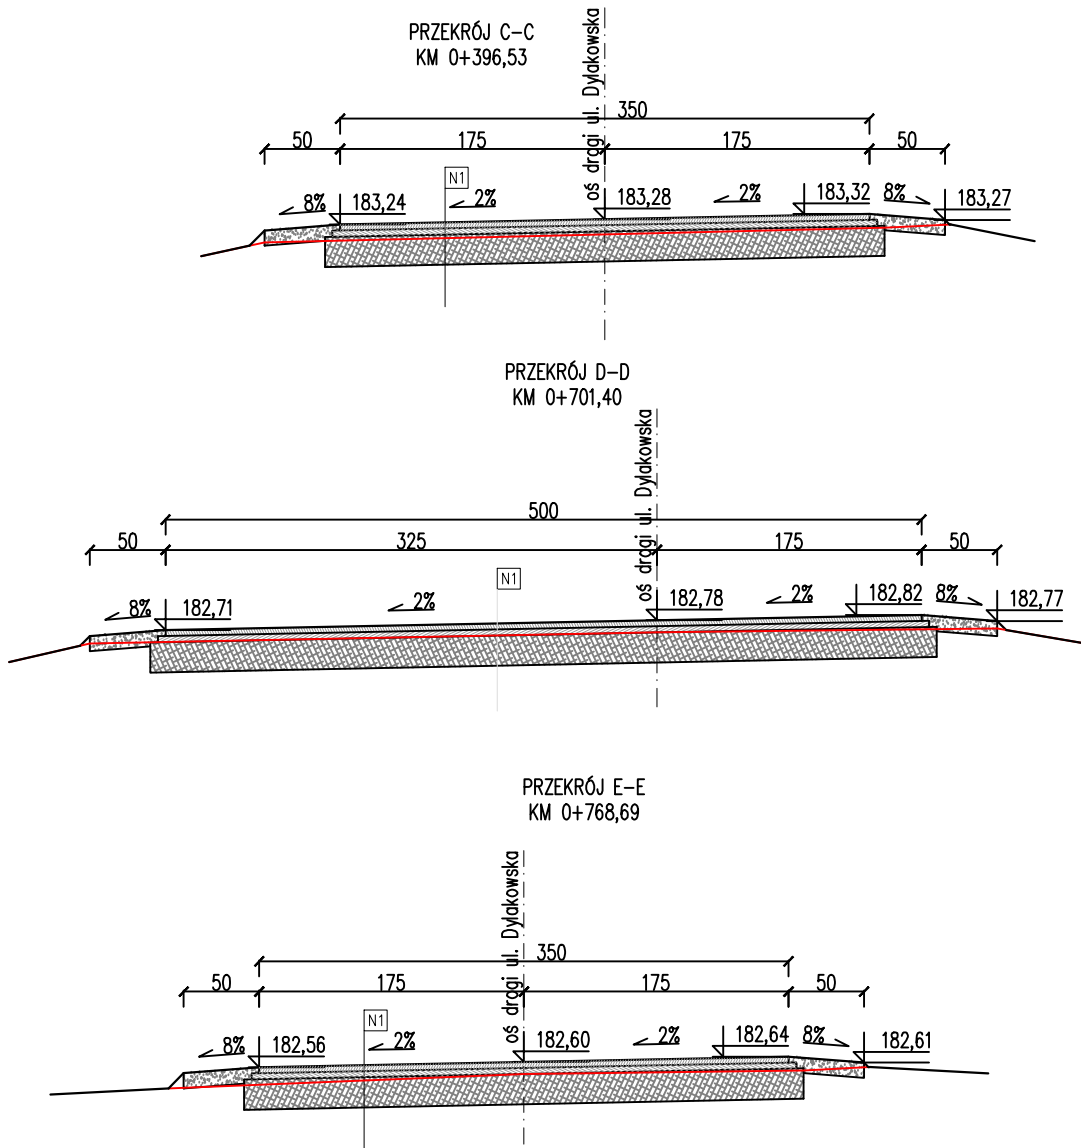 PRZEKRÓJ C-C
KM 0+396,53
oś drogi ul. Dylakowska
350
50 175 175 50
N1
8% 183,24 2% 183,28 2% 183,32 8% 183,27
PRZEKRÓJ D-D
KM 0+701,40
oś drogi ul. Dylakowska
500
50 325 175 50
N1
8% 182,71 2% 182,78 2% 182,82 8% 182,77
PRZEKRÓJ E-E
KM 0+768,69
oś drogi ul. Dylakowska
350
50 175 175 50
N1
8% 182,56 2% 182,60 2% 182,64 8% 182,61